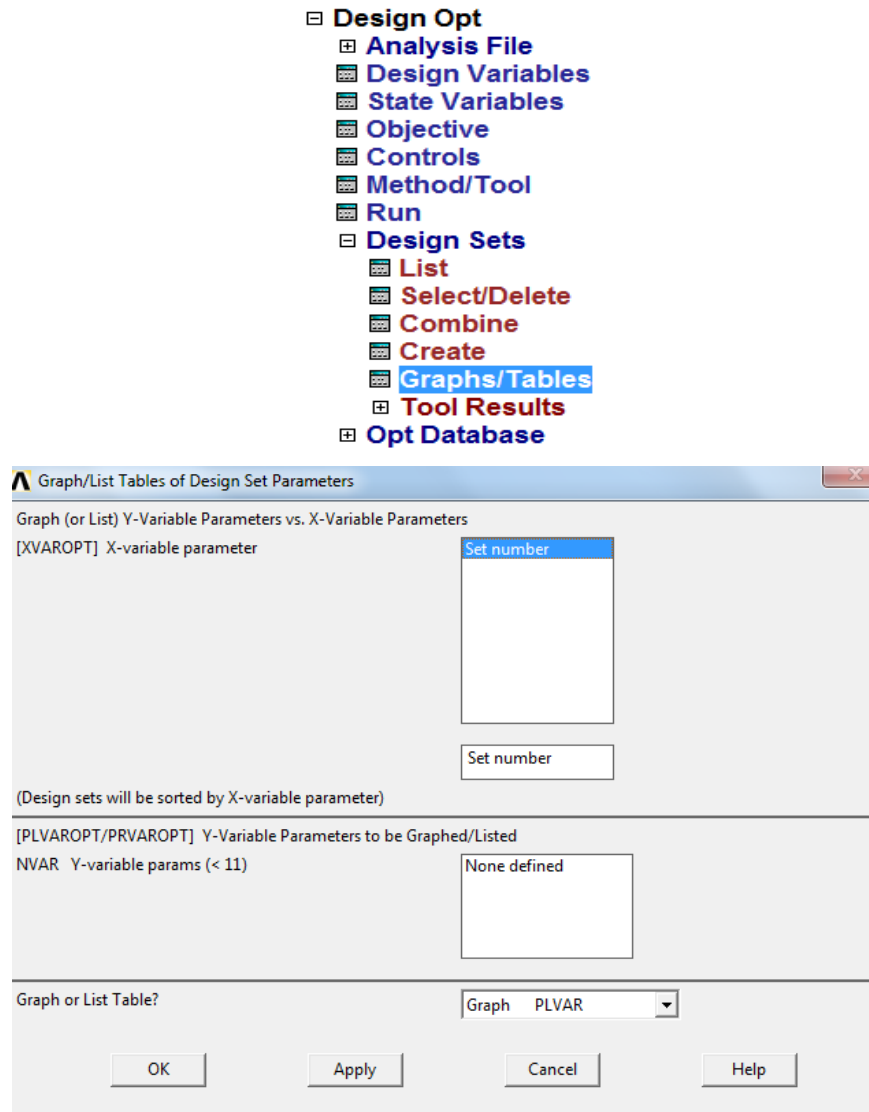 Design Opt
Analysis File
Design Variables
State Variables
Objective
Controls
Method/Tool
Run
Design Sets
List
Select/Delete
Combine
Create
Graphs/Tables
Tool Results
Opt Database
Graph/List Tables of Design Set Parameters
Graph (or List) Y-Variable Parameters vs. X-Variable Parameters
[XVAROPT] X-variable parameter Set number
Set number
(Design sets will be sorted by X-variable parameter)
[PLVAROPT/PRVAROPT] Y-Variable Parameters to be Graphed/Listed
NVAR Y-variable params (< 11) None defined
Graph or List Table? Graph PLVAR
OK Apply Cancel Help